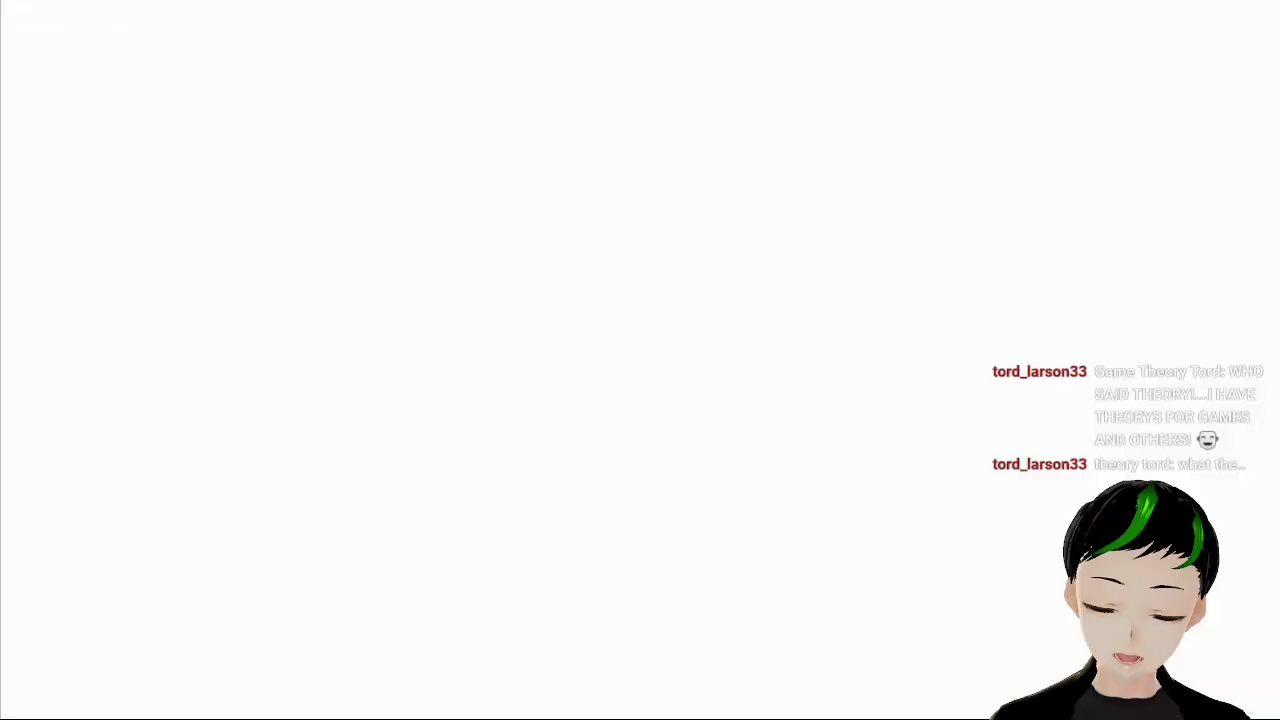 tord_larson33 Game Theory Tord: WHO
SAID THEORY!....I HAVE
THEORYS FOR GAMES
AND OTHERS!
tord_larson33 theory tord: what the..